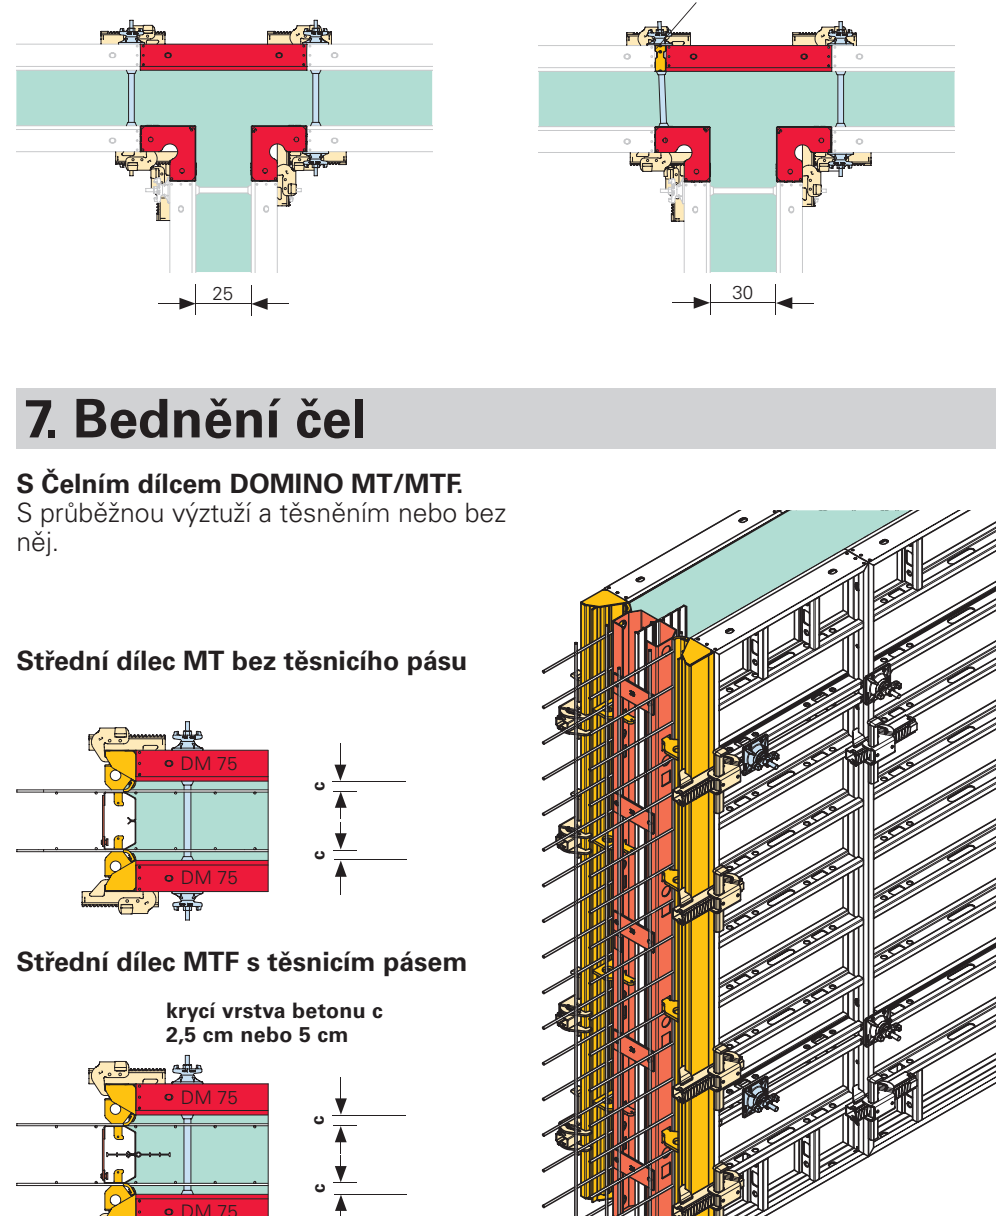 25
30
7. Bednění čel
S Čelním dílcem DOMINO MT/MTF.
S průběžnou výztuží a těsněním nebo bez
něj.
Střední dílec MT bez těsnicího pásu
DM 75
c
c
DM 75
Střední dílec MTF s těsnicím pásem
krycí vrstva betonu c
2,5 cm nebo 5 cm
DM 75
c
c
DM 75